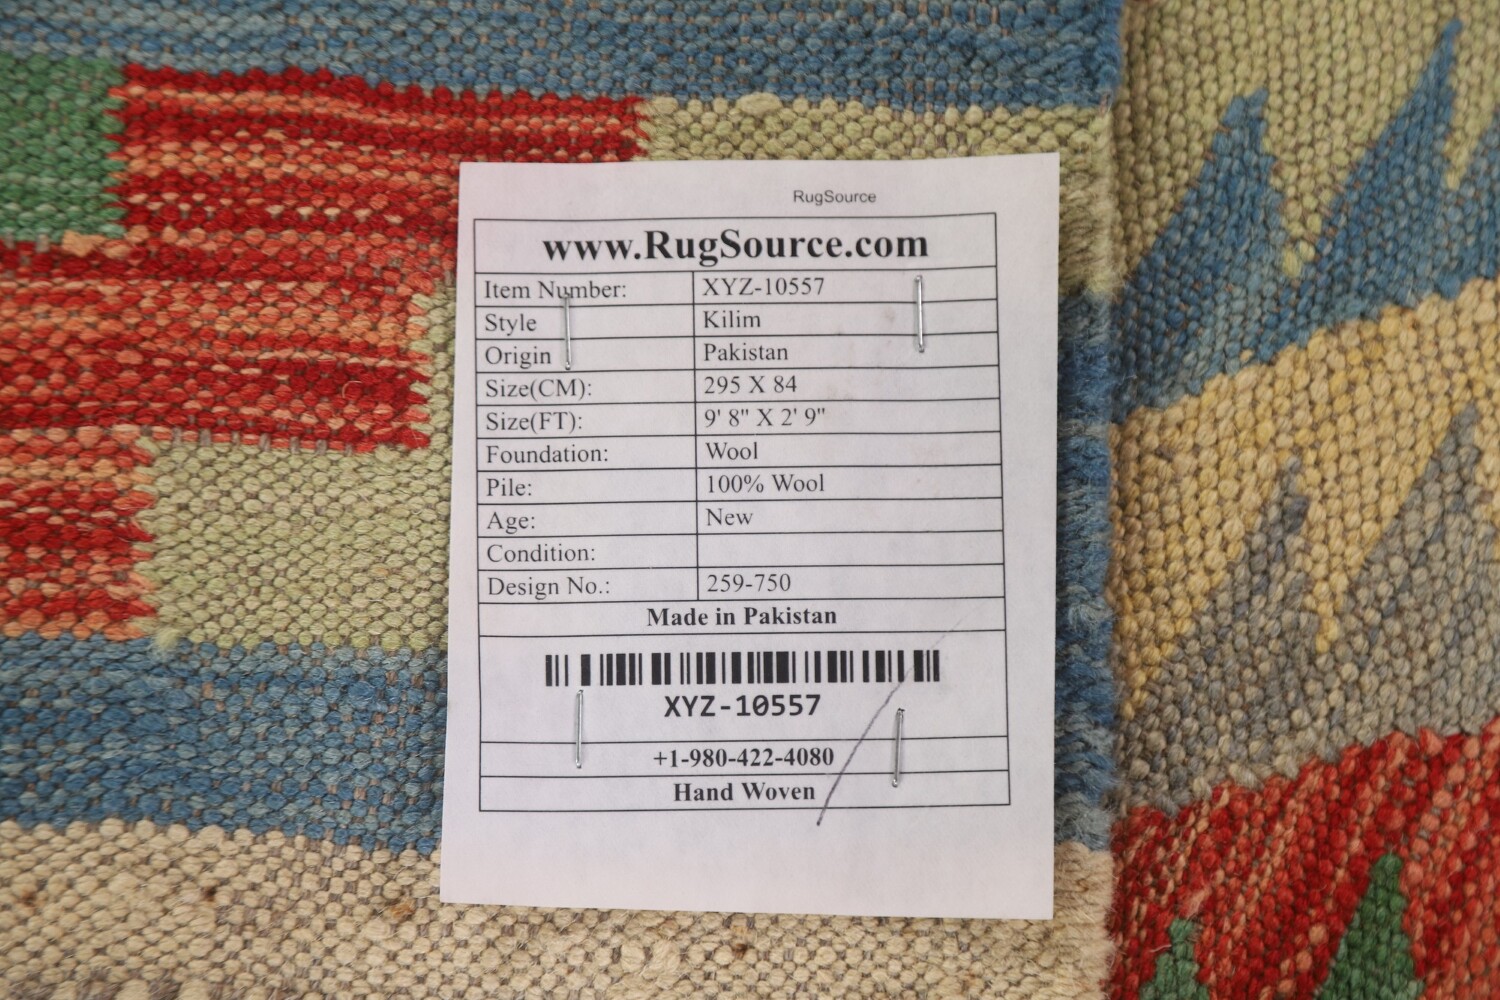 RugSource
www.RugSource.com
Item Number: XYZ-10557
Style Kilim
Origin Pakistan
Size(CM): 295 X 84
Size(FT): 9' 8" X 2' 9"
Foundation: Wool
Pile: 100% Wool
Age: New
Condition:
Design No.: 259-750
Made in Pakistan
XYZ-10557
+1-980-422-4080
Hand Woven